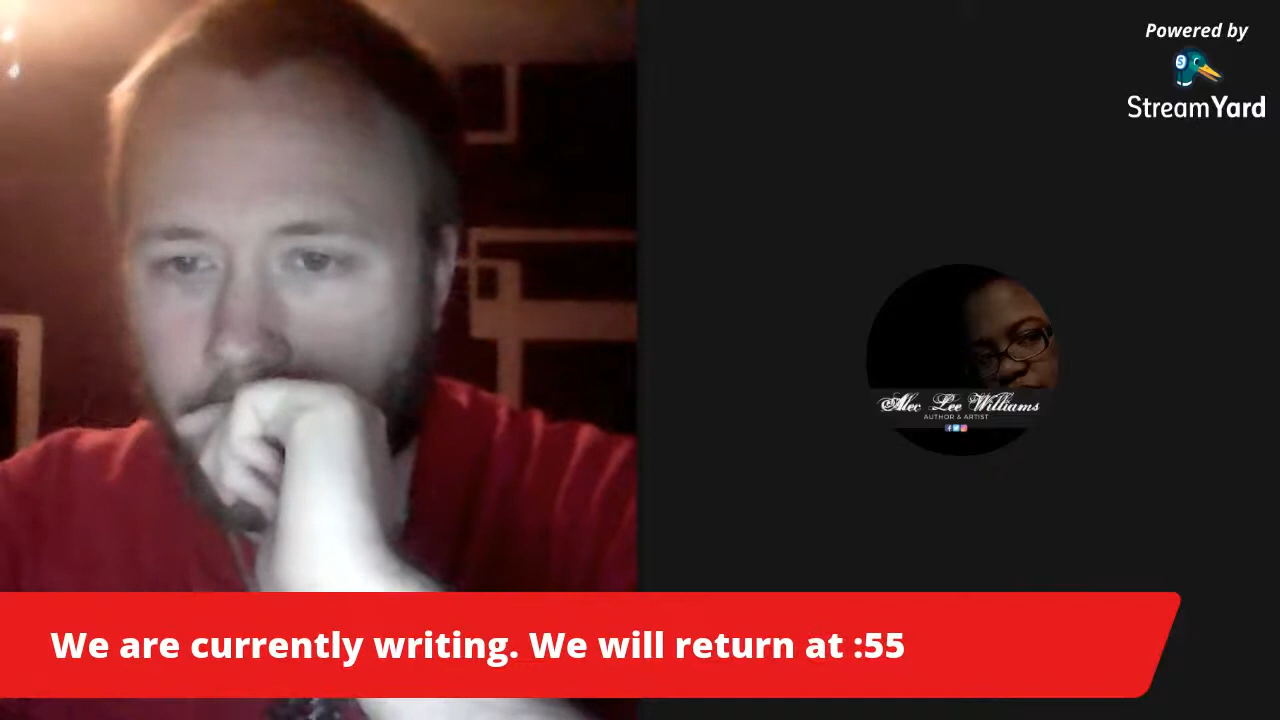 Powered by
StreamYard
Alec Lee Williams
AUTHOR & ARTIST
We are currently writing. We will return at :55